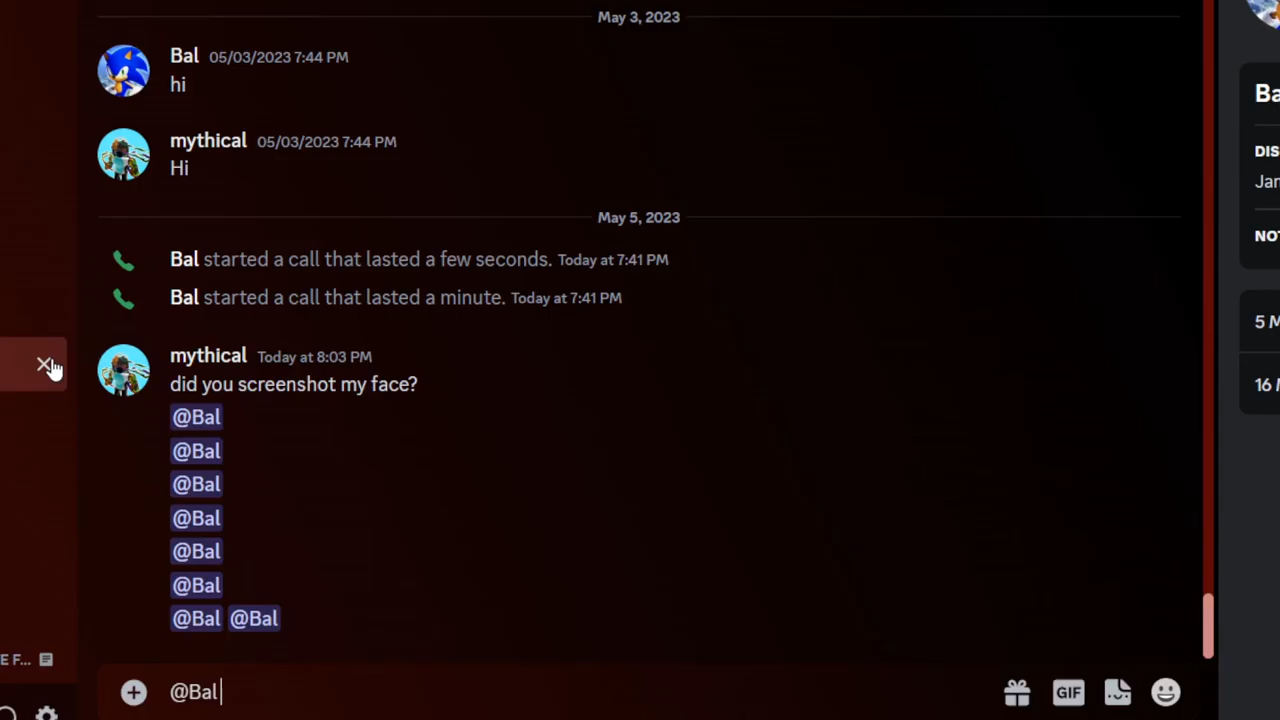 May 3, 2023
Bal 05/03/2023 7:44 PM
hi
mythical 05/03/2023 7:44 PM
Hi
May 5, 2023
Bal started a call that lasted a few seconds. Today at 7:41 PM
Bal started a call that lasted a minute. Today at 7:41 PM
mythical Today at 8:03 PM
did you screenshot my face?
@Bal
@Bal
@Bal
@Bal
@Bal
@Bal
@Bal @Bal
@Bal
GIF
E F...
Ba
DIS
Jan
NOT
5 M
16 M